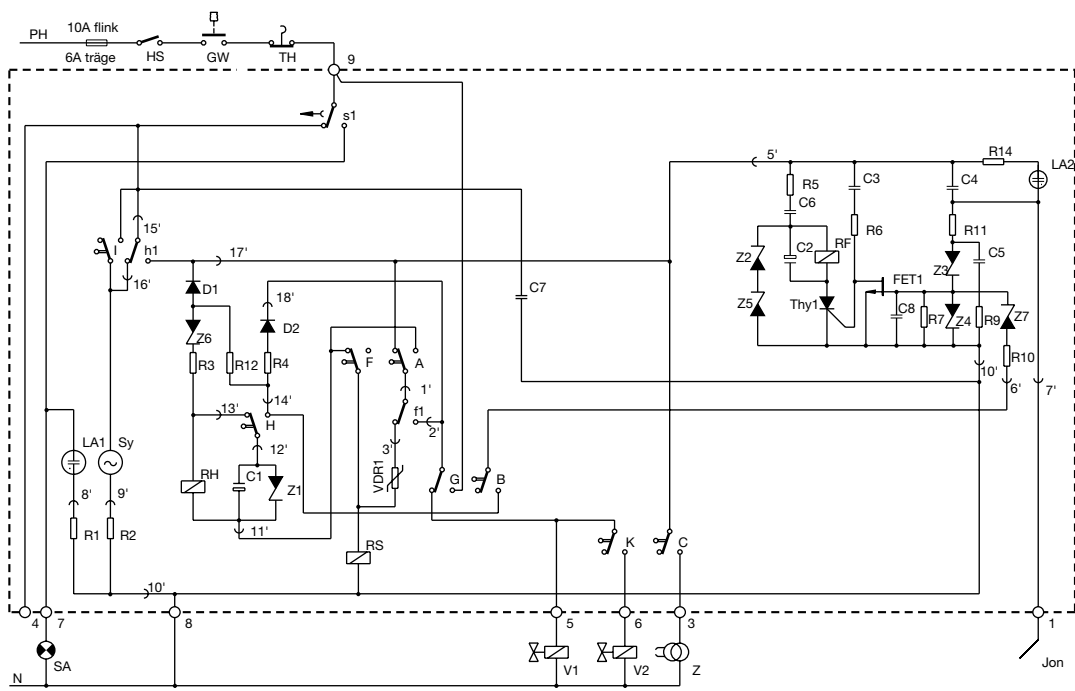 10A flink
PH
6A träge
HS
GW
TH
9
s1
5'
R14
LA2
R5
C3
C4
C6
15'
I
h1
R6
R11
17'
C2
RF
C5
16'
Z2
Z3
D1
C7
FET1
18'
Z5
Thy1
D2
C8
R7
Z4
R9
Z7
Z6
R3
R12
R4
F
A
R10
10'
1'
6'
7'
14'
13'
H
f1
2'
12'
3'
LA1
Sy
RH
C1
Z1
VDR1
G
B
8'
9'
R1
R2
11'
RS
K
C
10'
4
7
8
5
6
3
1
SA
V1
V2
Z
Jon
N